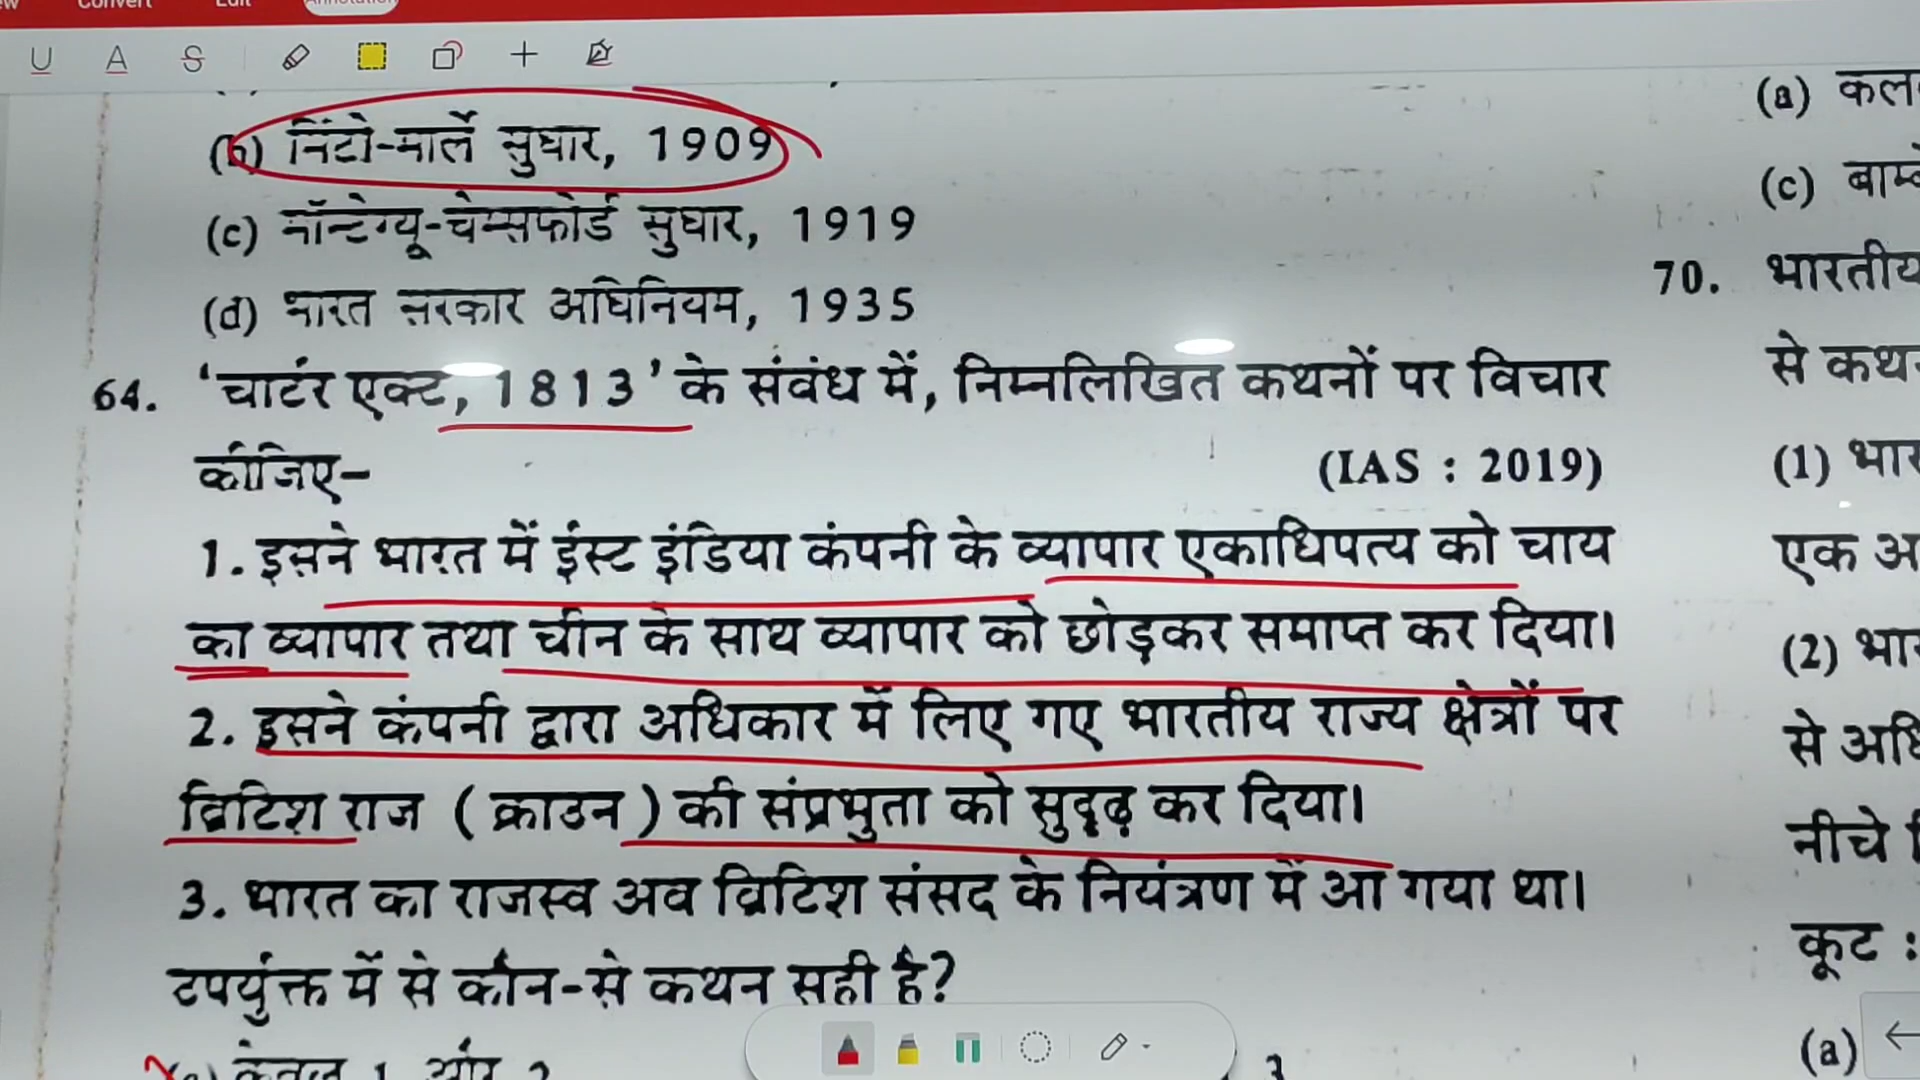 Convert Edit Annotation
(b) मिंटो-मार्ले सुधार, 1909
(c) मॉन्टेग्यू-चेम्सफोर्ड सुधार, 1919
(d) भारत सरकार अधिनियम, 1935
64. 'चार्टर एक्ट, 1813' के संबंध में, निम्नलिखित कथनों पर विचार
कीजिए-
(IAS : 2019)
1. इसने भारत में ईस्ट इंडिया कंपनी के व्यापार एकाधिपत्य को चाय
का व्यापार तथा चीन के साथ व्यापार को छोड़कर समाप्त कर दिया।
2. इसने कंपनी द्वारा अधिकार में लिए गए भारतीय राज्य क्षेत्रों पर
ब्रिटिश राज (क्राउन) की संप्रभुता को सुदृढ़ कर दिया।
3. भारत का राजस्व अब ब्रिटिश संसद के नियंत्रण में आ गया था।
उपर्युक्त में से कौन-से कथन सही है?
केवल 1 और 2
(a)
(c)
70. भारतीय
से
(1)
एक
(2)
से
नीचे
कूट :
(a)